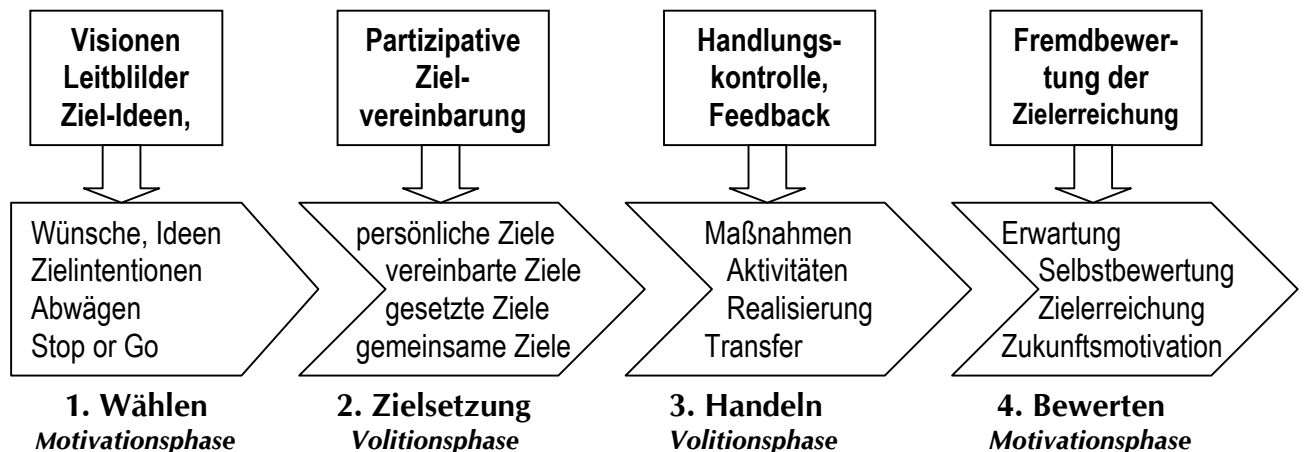 Visionen
Leitblilder
Ziel-Ideen,
Partizipative
Ziel-
vereinbarung
Handlungs-
kontrolle,
Feedback
Fremdbewer-
tung der
Zielerreichung
Wünsche, Ideen
Zielintentionen
Abwägen
Stop or Go
persönliche Ziele
vereinbarte Ziele
gesetzte Ziele
gemeinsame Ziele
Maßnahmen
Aktivitäten
Realisierung
Transfer
Erwartung
Selbstbewertung
Zielerreichung
Zukunftsmotivation
1. Wählen
Motivationsphase
2. Zielsetzung
Volitionsphase
3. Handeln
Volitionsphase
4. Bewerten
Motivationsphase